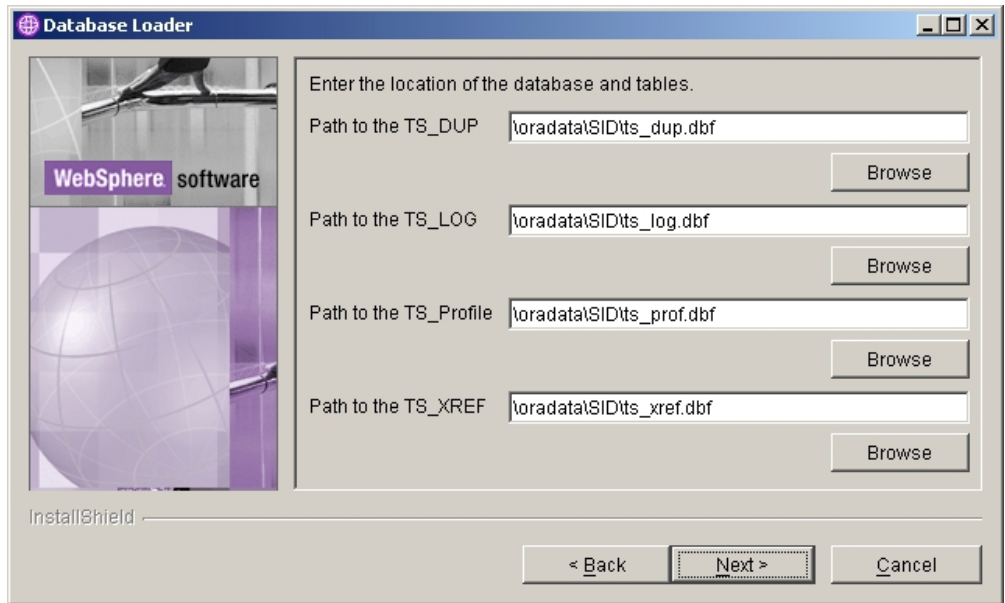 Database Loader
WebSphere software
Enter the location of the database and tables.
Path to the TS_DUP \oradata\SID\ts_dup.dbf
Browse
Path to the TS_LOG \oradata\SID\ts_log.dbf
Browse
Path to the TS_Profile \oradata\SID\ts_prof.dbf
Browse
Path to the TS_XREF \oradata\SID\ts_xref.dbf
Browse
InstallShield
< Back Next > Cancel